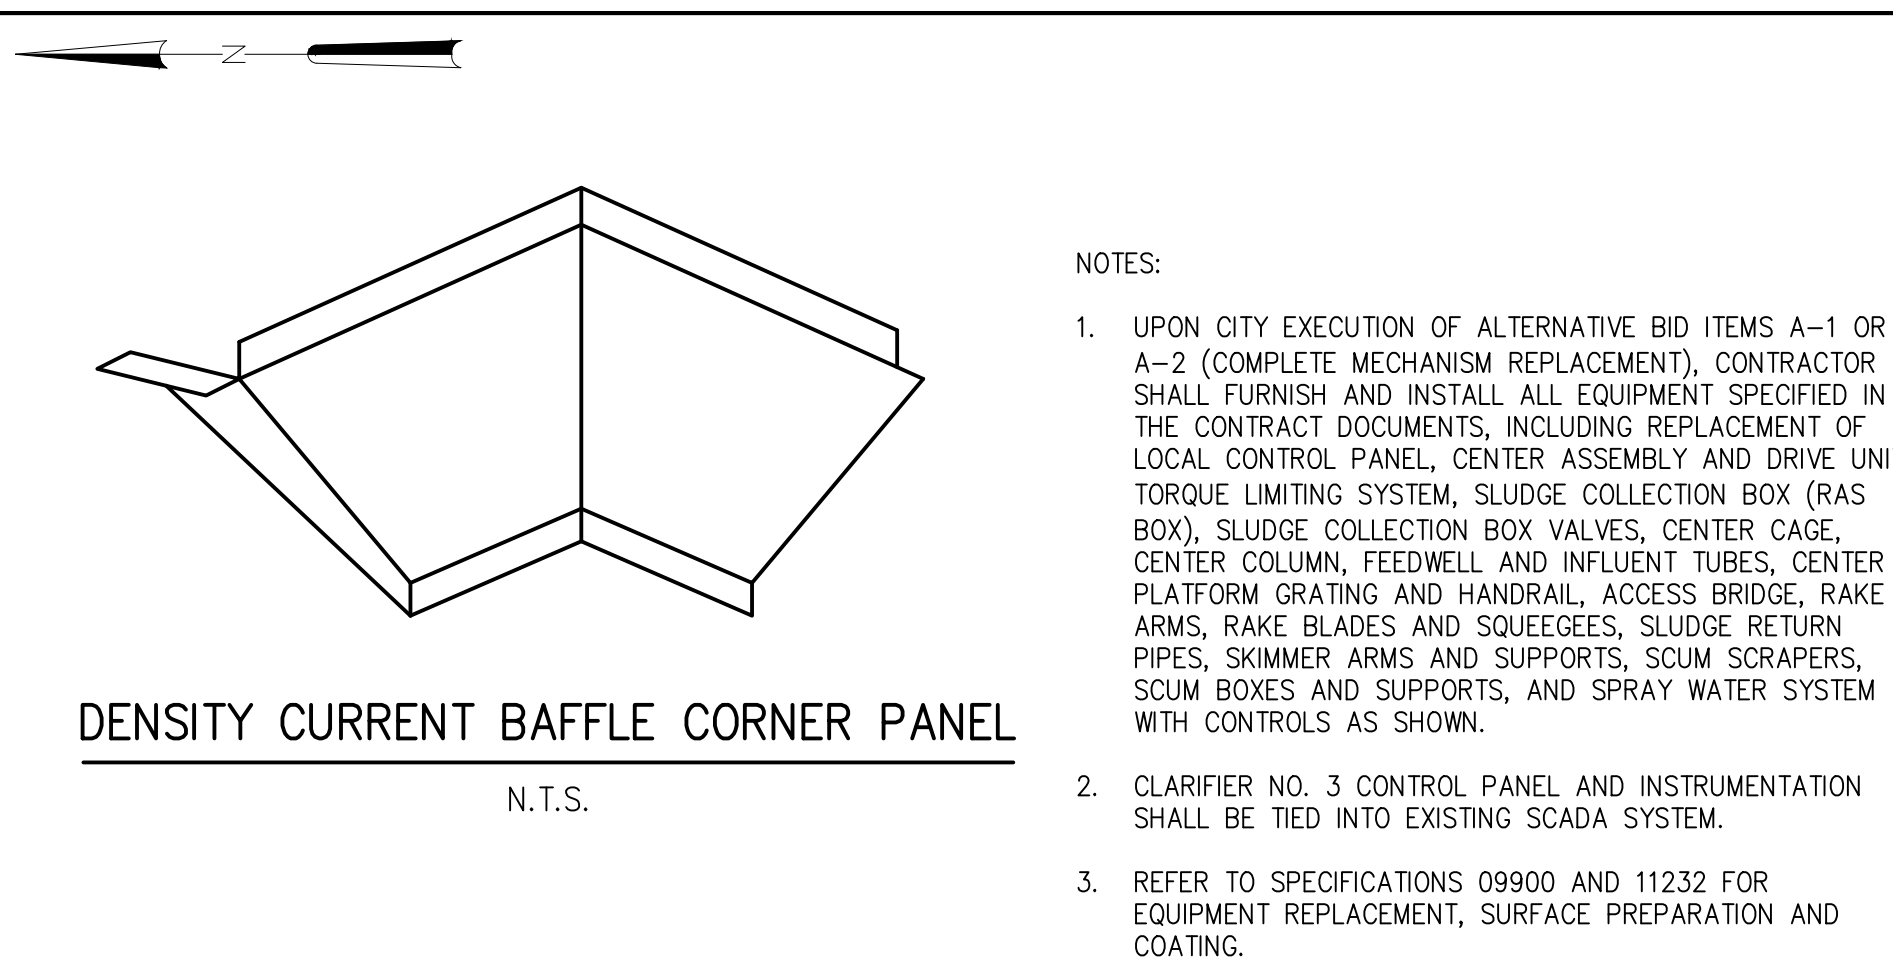 N
DENSITY CURRENT BAFFLE CORNER PANEL
N.T.S.
NOTES:
1. UPON CITY EXECUTION OF ALTERNATIVE BID ITEMS A-1 OR
A-2 (COMPLETE MECHANISM REPLACEMENT), CONTRACTOR
SHALL FURNISH AND INSTALL ALL EQUIPMENT SPECIFIED IN
THE CONTRACT DOCUMENTS, INCLUDING REPLACEMENT OF
LOCAL CONTROL PANEL, CENTER ASSEMBLY AND DRIVE
TORQUE LIMITING SYSTEM, SLUDGE COLLECTION BOX (RAS
BOX), SLUDGE COLLECTION BOX VALVES, CENTER CAGE,
CENTER COLUMN, FEEDWELL AND INFLUENT TUBES, CENTER
PLATFORM GRATING AND HANDRAIL, ACCESS BRIDGE, RAKE
ARMS, RAKE BLADES AND SQUEEGEES, SLUDGE RETURN
PIPES, SKIMMER ARMS AND SUPPORTS, SCUM SCRAPERS,
SCUM BOXES AND SUPPORTS, AND SPRAY WATER SYSTEM
WITH CONTROLS AS SHOWN.
2. CLARIFIER NO. 3 CONTROL PANEL AND INSTRUMENTATION
SHALL BE TIED INTO EXISTING SCADA SYSTEM.
3. REFER TO SPECIFICATIONS 09900 AND 11232 FOR
EQUIPMENT REPLACEMENT, SURFACE PREPARATION AND
COATING.